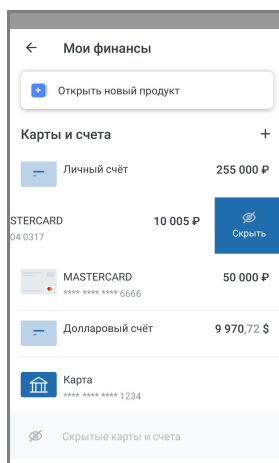 Мои финансы
Открыть новый продукт
Карты и счета +
Личный счёт 255 000 ₽
STERCARD 10 005 ₽
04 0317
Скрыть
MASTERCARD 50 000 ₽
**** **** **** 6666
Долларовый счёт 9 970,72 $
Карта
**** **** **** 1234
Скрытые карты и счета